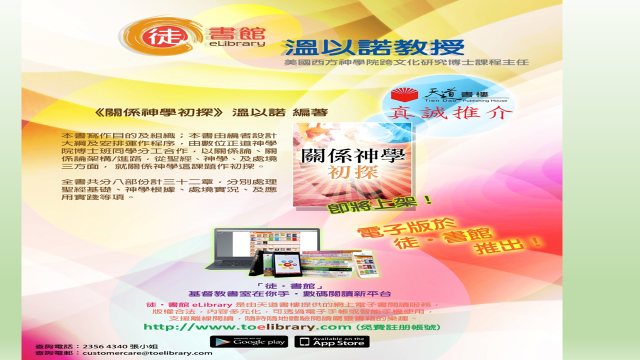 徒 書館
eLibrary
溫以諾教授
美國西方神學院跨文化研究博士課程主任
天道書樓
Tien Dao Publishing House
真誠推介
《關係神學初探》溫以諾 編著
本書寫作目的及組織；本書由編者設計
大綱及安排運作程序，由數位正道神學
院博士班同學分工合作，以關係論、關
係論架構/進路，從聖經、神學、及處境
三方面， 就關係神學這課題作初探。
全書共分八部份計三十二章，分別處理
聖經基礎、神學根據、處境實況、及應
用實踐等項。
關係神學
初探
即將上架！
電子版於
徒・書館
推出！
「徒・書館」
基督教書室在你手・數碼閱讀新平台
徒・書館 eLibrary 是由天道書樓提供的網上電子書閱讀服務，
版權合法，內容多元化，可透過電子手帳或智能手機使用，
支援離線閱讀，隨時隨地體驗閱讀屬靈書籍的樂趣。
http://www.toelibrary.com (免費註冊帳號)
查詢電話：2356 4340 張小姐
查詢電郵：customercare@toelibrary.com
Google play
Available on the
App Store